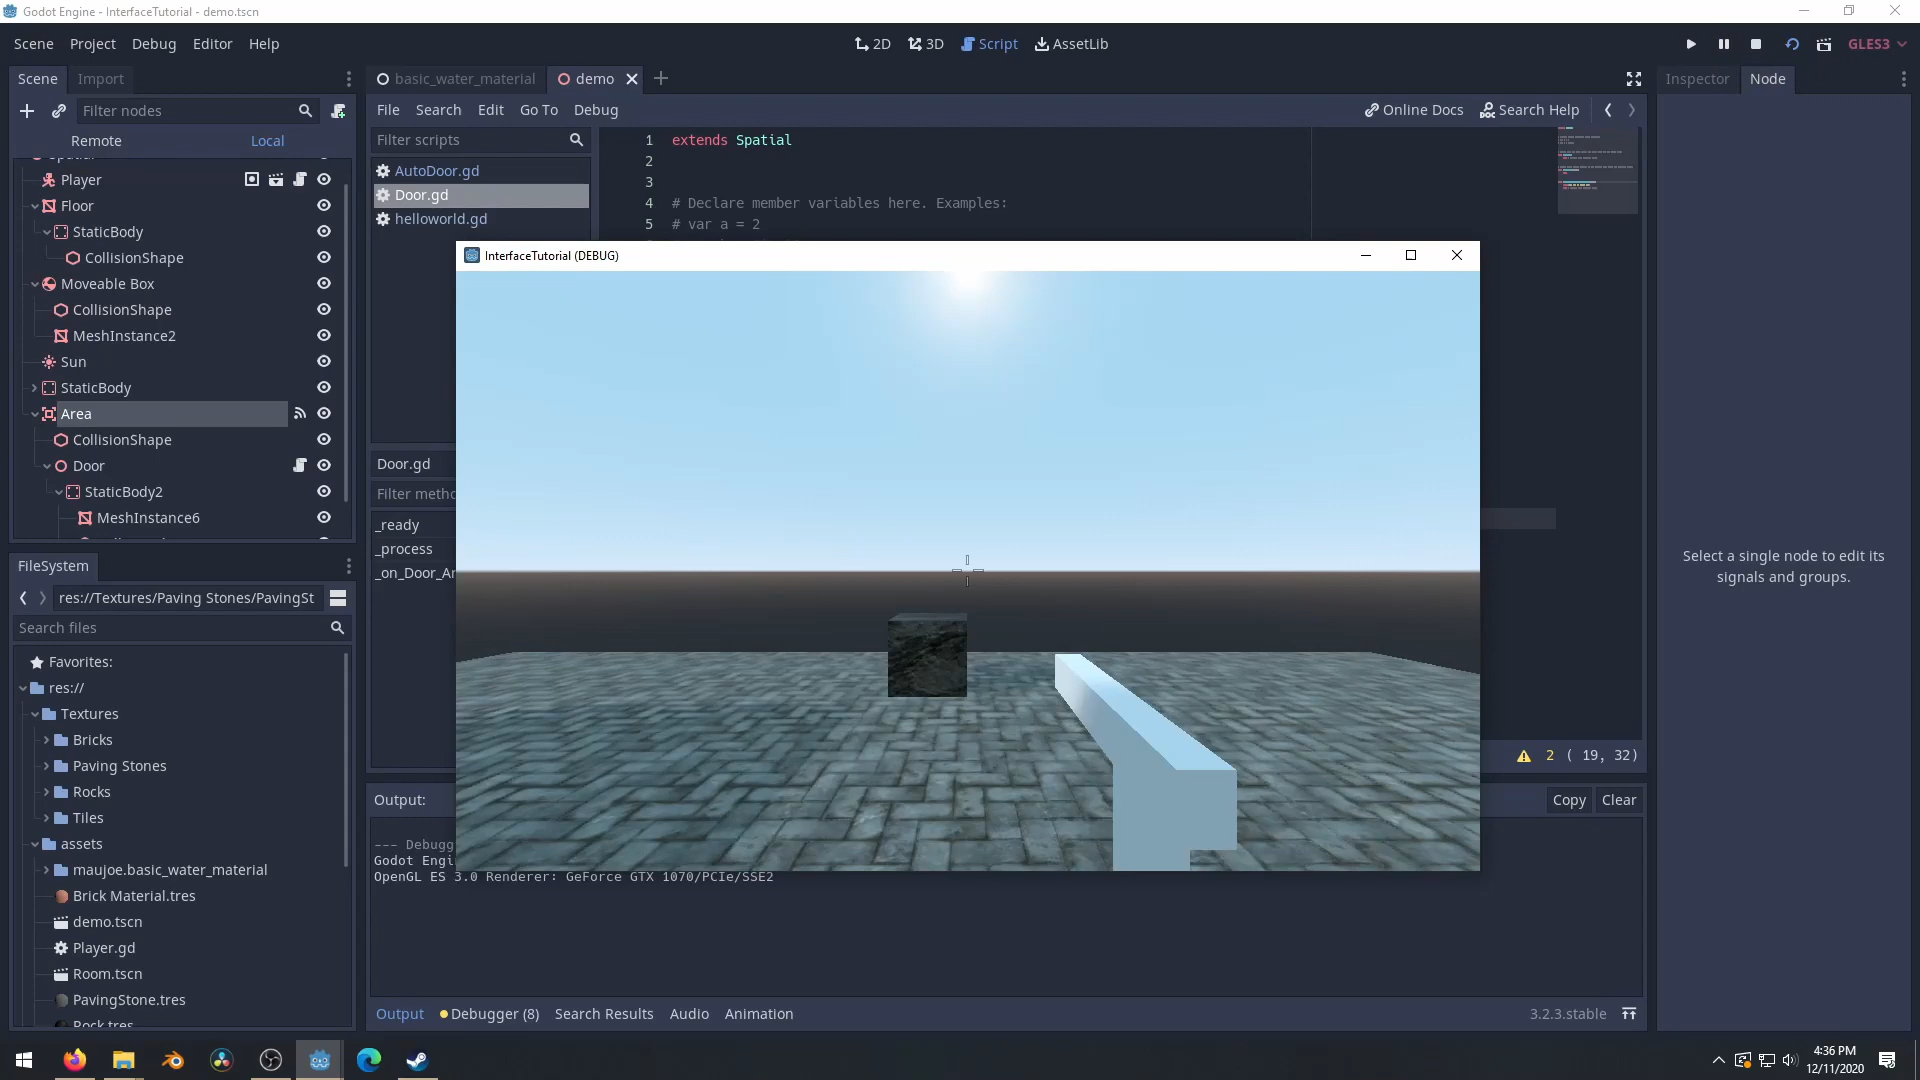 Godot Engine - InterfaceTutorial - demo.tscn
Scene Project Debug Editor Help
2D 3D Script AssetLib
GLES3
Scene Import
basic_water_material demo
Inspector Node
Filter nodes
File Search Edit Go To Debug
Online Docs Search Help
Remote Local
Filter scripts
1 extends Spatial
2
3
4 # Declare member variables here. Examples:
5 # var a = 2
AutoDoor.gd
Door.gd
helloworld.gd
Player
Floor
StaticBody
CollisionShape
Moveable Box
CollisionShape
MeshInstance2
Sun
StaticBody
Area
CollisionShape
Door
StaticBody2
MeshInstance6
InterfaceTutorial (DEBUG)
Door.gd
Filter metho
_ready
_process
_on_Door_Ar
Select a single node to edit its
signals and groups.
2 ( 19, 32)
FileSystem
res://Textures/Paving Stones/PavingSt
Search files
Favorites:
res://
Textures
Bricks
Paving Stones
Rocks
Tiles
assets
maujoe.basic_water_material
Brick Material.tres
demo.tscn
Player.gd
Room.tscn
PavingStone.tres
Rock.tres
Output:
Copy Clear
--- Debugg
Godot Engi
OpenGL ES 3.0 Renderer: GeForce GTX 1070/PCIe/SSE2
Output Debugger (8) Search Results Audio Animation
3.2.3.stable
4:36 PM
12/11/2020